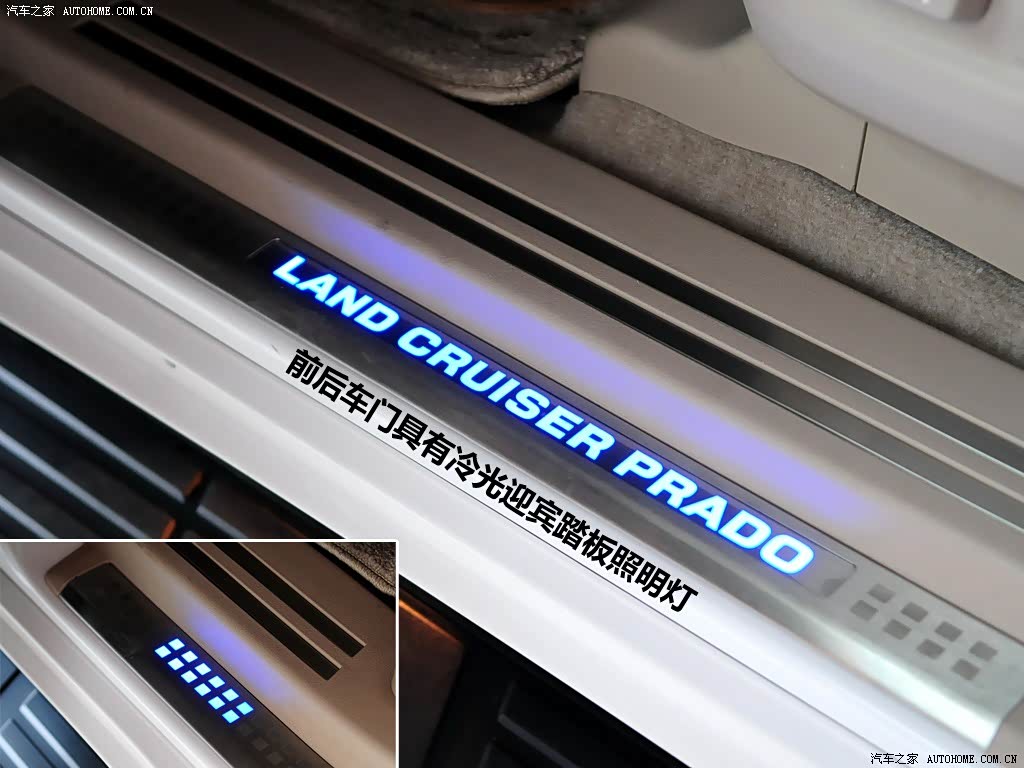 汽车之家 AUTOHOME.COM.CN
LAND CRUISER PRADO
前后车门具有冷光迎宾踏板照明灯
汽车之家 AUTOHOME.COM.CN